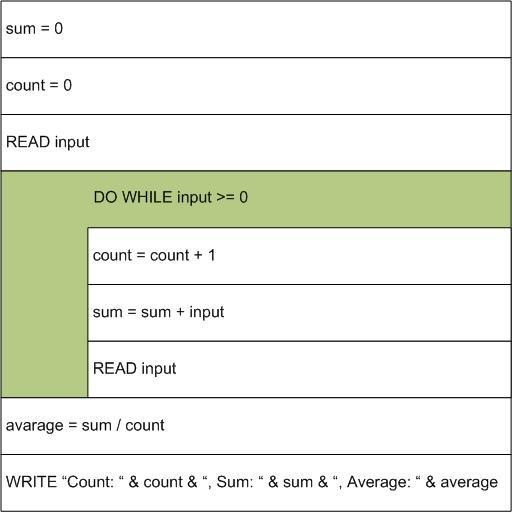 sum = 0
count = 0
READ input
DO WHILE input >= 0
count = count + 1
sum = sum + input
READ input
avarage = sum / count
WRITE “Count: “ & count & “, Sum: “ & sum & “, Average: “ & average